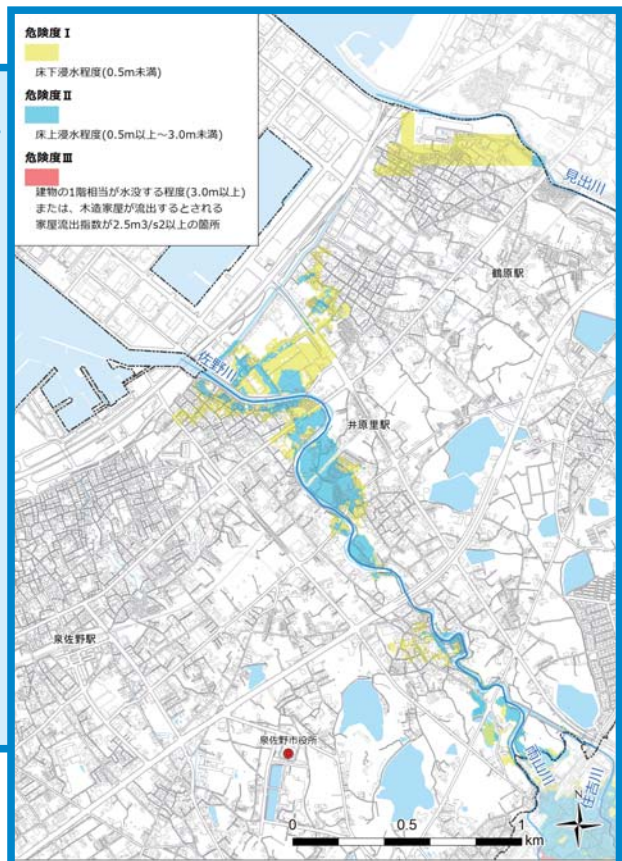 危険度Ⅰ
床下浸水程度(0.5m未満)
危険度Ⅱ
床上浸水程度(0.5m以上～3.0m未満)
危険度Ⅲ
建物の1階相当が水没する程度(3.0m以上)
または、木造家屋が流出するとされる
家屋流出指数が2.5m3/s2以上の箇所
見出川
鶴原駅
佐野川
井原里駅
泉佐野駅
泉佐野市役所
雨山川
住吉川
N
0 0.5 1
km